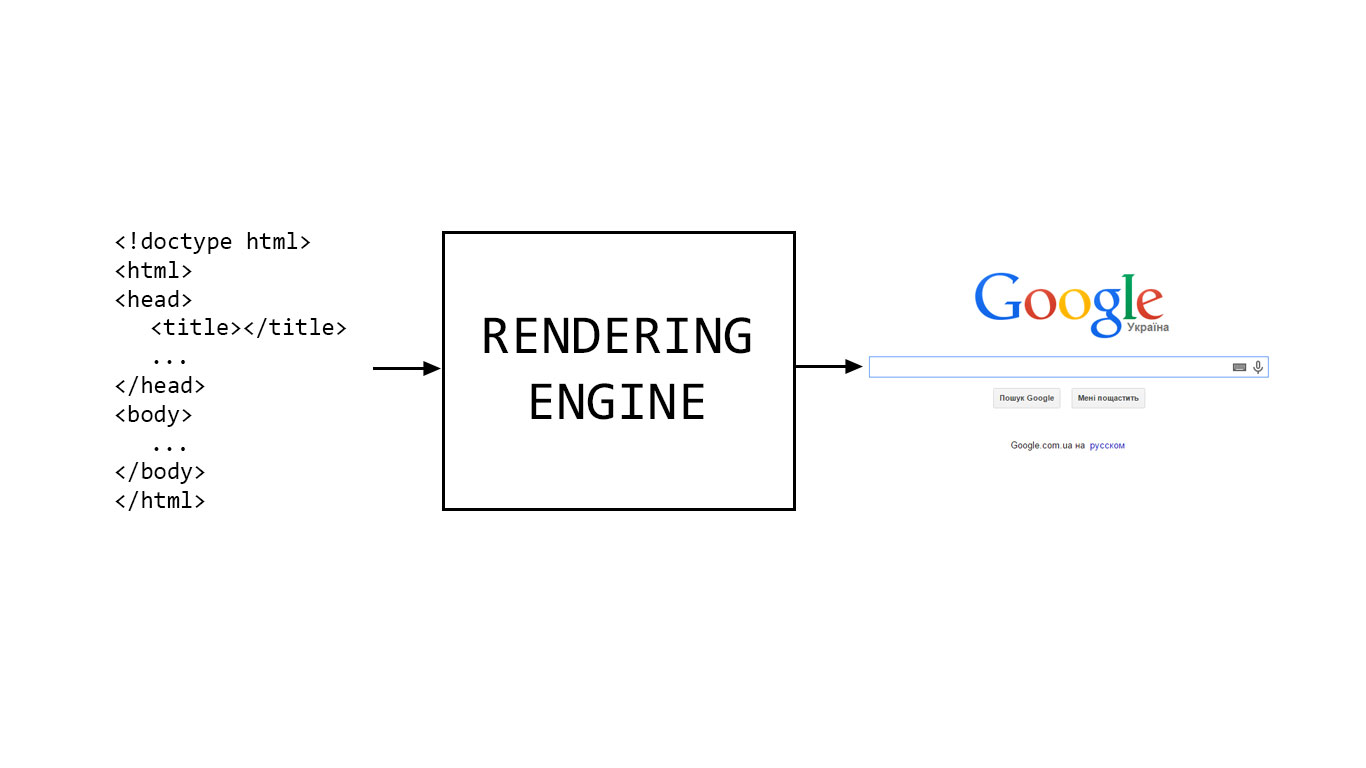 <!doctype html>
<html>
<head>
<title></title>
...
</head>
<body>
...
</body>
</html>
RENDERING
ENGINE
Google
Україна
Пошук Google
Мені пощастить
Google.com.ua на русском